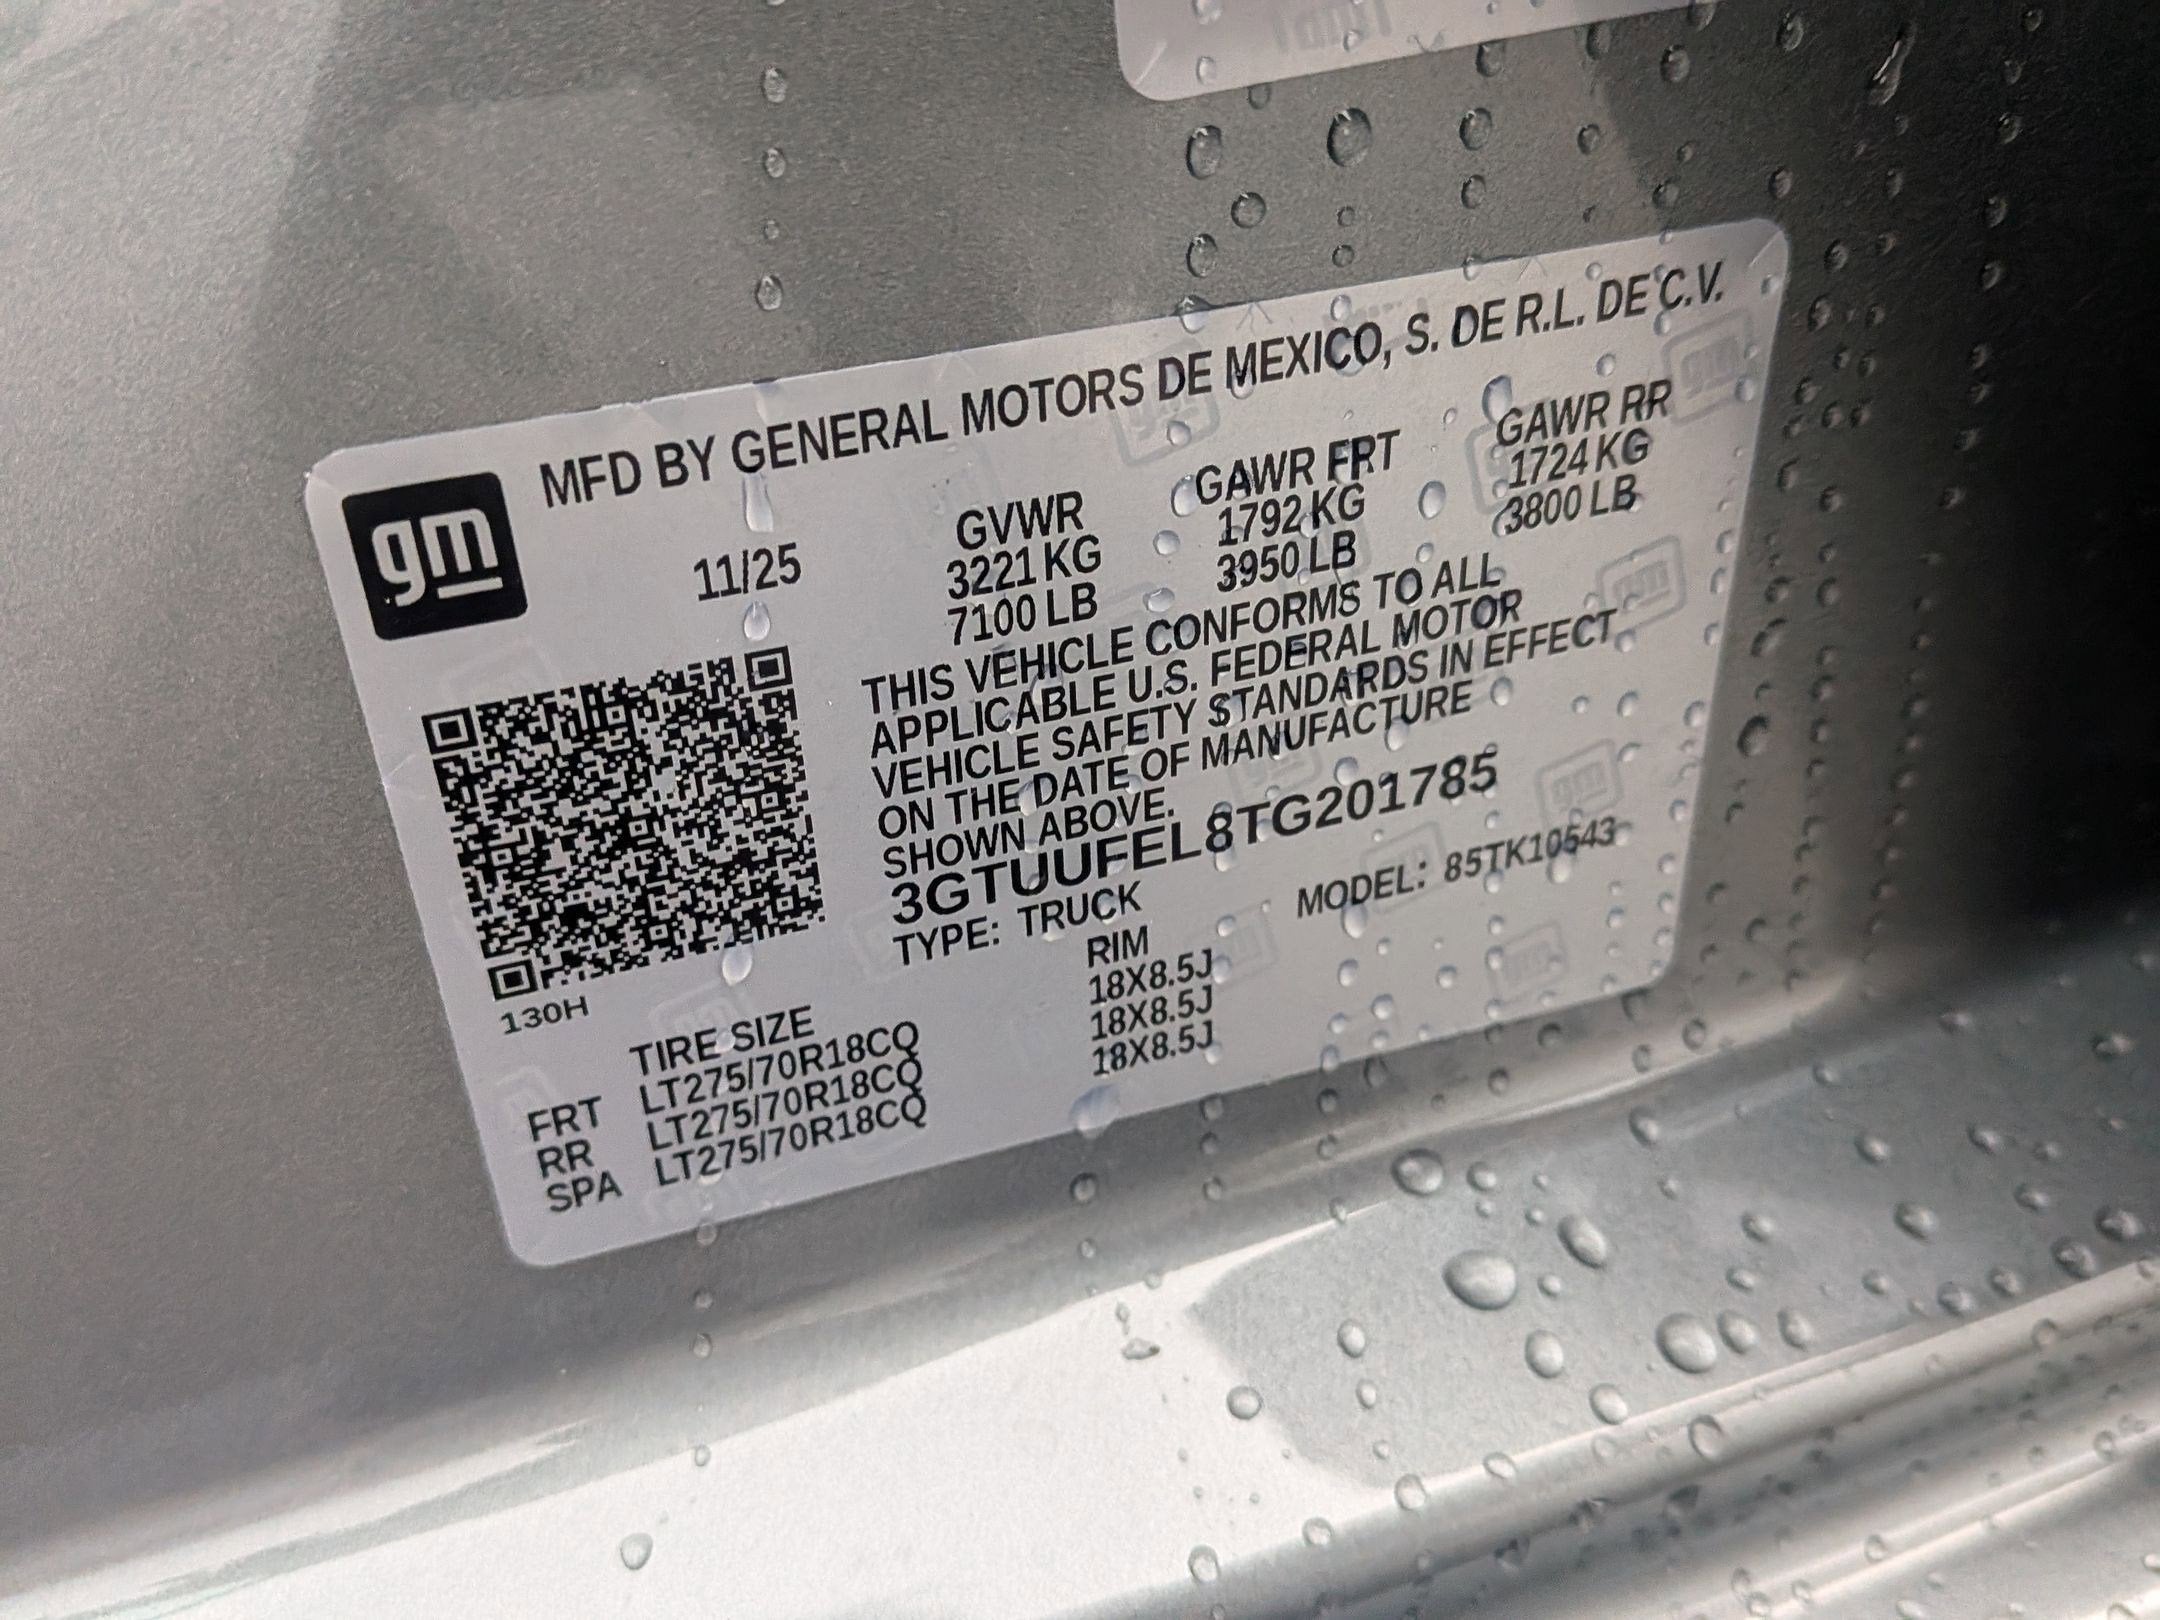 gm
MFD BY GENERAL MOTORS DE MEXICO, S. DE R.L. DE C.V.
11/25
GVWR GAWR FRT GAWR RR
3221 KG 1792 KG 1724 KG
7100 LB 3950 LB 3800 LB
THIS VEHICLE CONFORMS TO ALL
APPLICABLE U.S. FEDERAL MOTOR
VEHICLE SAFETY STANDARDS IN EFFECT
ON THE DATE OF MANUFACTURE
SHOWN ABOVE.
3GTUUFEL8TG201785
TYPE: TRUCK MODEL: 85TK10543
130H
TIRE SIZE RIM
FRT LT275/70R18CQ 18X8.5J
RR LT275/70R18CQ 18X8.5J
SPA LT275/70R18CQ 18X8.5J